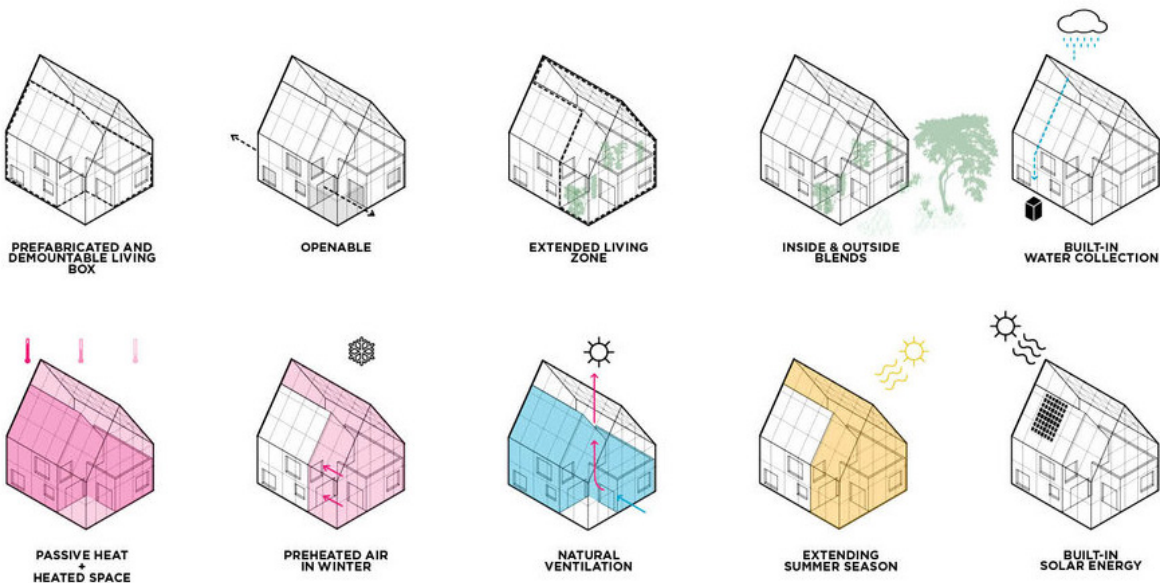 PREFABRICATED AND
DEMOUNTABLE LIVING
BOX
OPENABLE
EXTENDED LIVING
ZONE
INSIDE & OUTSIDE
BLENDS
BUILT-IN
WATER COLLECTION
PASSIVE HEAT
+
HEATED SPACE
PREHEATED AIR
IN WINTER
NATURAL
VENTILATION
EXTENDING
SUMMER SEASON
BUILT-IN
SOLAR ENERGY